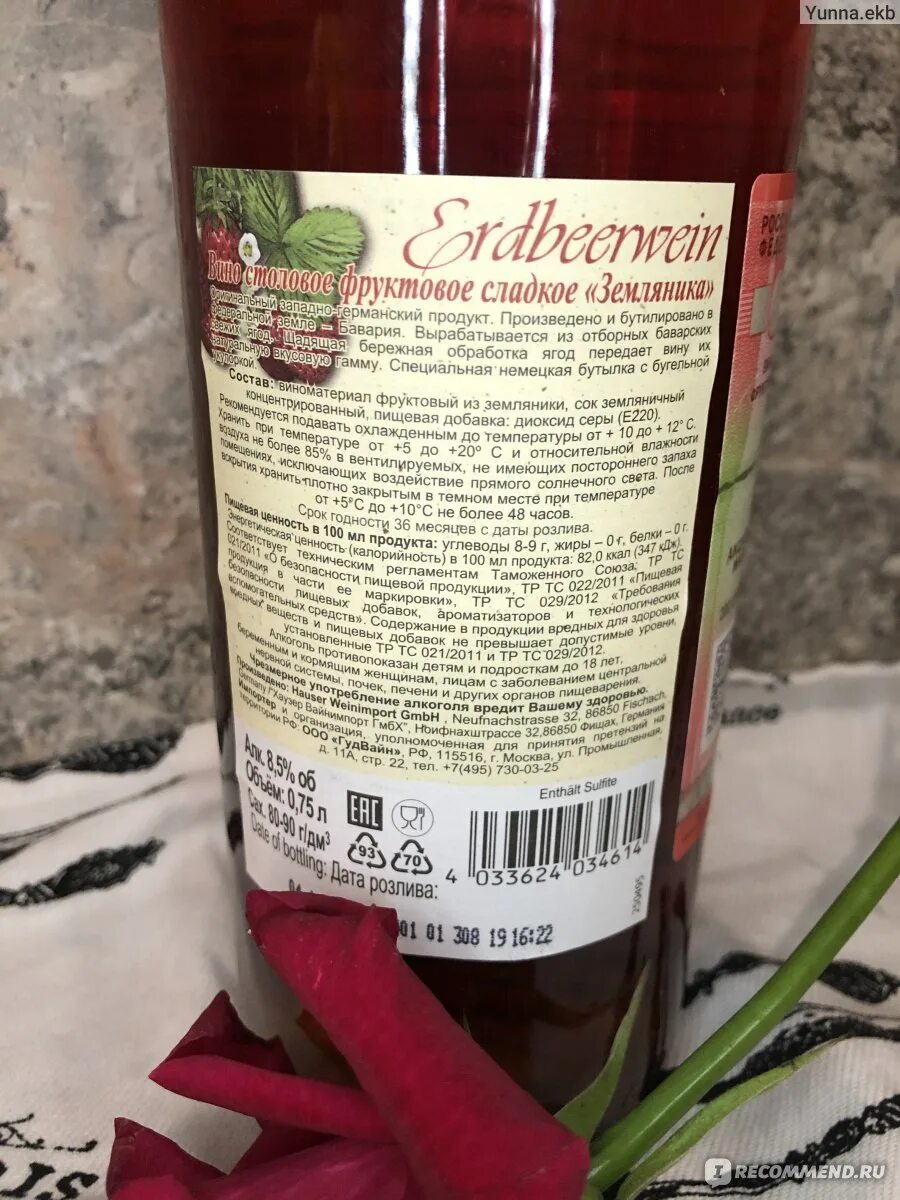 Yunna.ekb
Erdbeerwein
Вино столовое фруктовое сладкое «Земляника»
Оригинальный западно-германский продукт. Произведено и бутилировано в
федеральной земле – Бавария. Вырабатывается из отборных баварских
свежих ягод. Щадящая бережная обработка ягод передает вину их
натуральную вкусовую гамму. Специальная немецкая бутылка с бугельной
укупоркой.
Состав: виноматериал фруктовый из земляники, сок земляничный
концентрированный, пищевая добавка: диоксид серы (Е220).
Рекомендуется подавать охлажденным до температуры от + 10 до + 12° С.
Хранить при температуре от +5 до +20° С и относительной влажности
воздуха не более 85% в вентилируемых, не имеющих постороннего запаха
помещениях, исключающих воздействие прямого солнечного света. После
вскрытия хранить плотно закрытым в темном месте при температуре
от +5°С до +10°С не более 48 часов.
Срок годности 36 месяцев с даты розлива.
Пищевая ценность в 100 мл продукта: углеводы 8-9 г, жиры – 0 г, белки – 0 г.
Энергетическая ценность (калорийность) в 100 мл продукта: 82,0 ккал (347 кДж).
Соответствует техническим регламентам Таможенного Союза: ТР ТС
021/2011 «О безопасности пищевой продукции», ТР ТС 022/2011 «Пищевая
продукция в части ее маркировки», ТР ТС 029/2012 «Требования
безопасности пищевых добавок, ароматизаторов и технологических
вспомогательных средств». Содержание в продукции вредных для здоровья
вредных веществ и пищевых добавок не превышает допустимые уровни,
установленные ТР ТС 021/2011 и ТР ТС 029/2012.
Алкоголь противопоказан детям и подросткам до 18 лет,
беременным и кормящим женщинам, лицам с заболеваниями центральной
нервной системы, почек, печени и других органов пищеварения.
Чрезмерное употребление алкоголя вредит Вашему здоровью.
Произведено: Hauser Weinimport GmbH , Neufnachstrasse 32, 86850 Fischach,
Germany /"Хаузер Вайнимпорт ГмбХ", Нойфнахштрассе 32,86850 Фишах, Германия
Импортер и организация, уполномоченная для принятия претензий на
территории РФ: ООО «ГудВайн», РФ, 115516, г. Москва, ул. Промышленная,
д. 11А, стр. 22, тел. +7(495) 730-03-25
Алк. 8,5% об
Объём: 0,75 л
Сах. 80-90 г/дм³
Date of bottling: Дата розлива:
EAC
93
70
Enthält Sulfite
4 033624 034614
250495
01 01 308 19 16:22
IRECOMMEND.RU